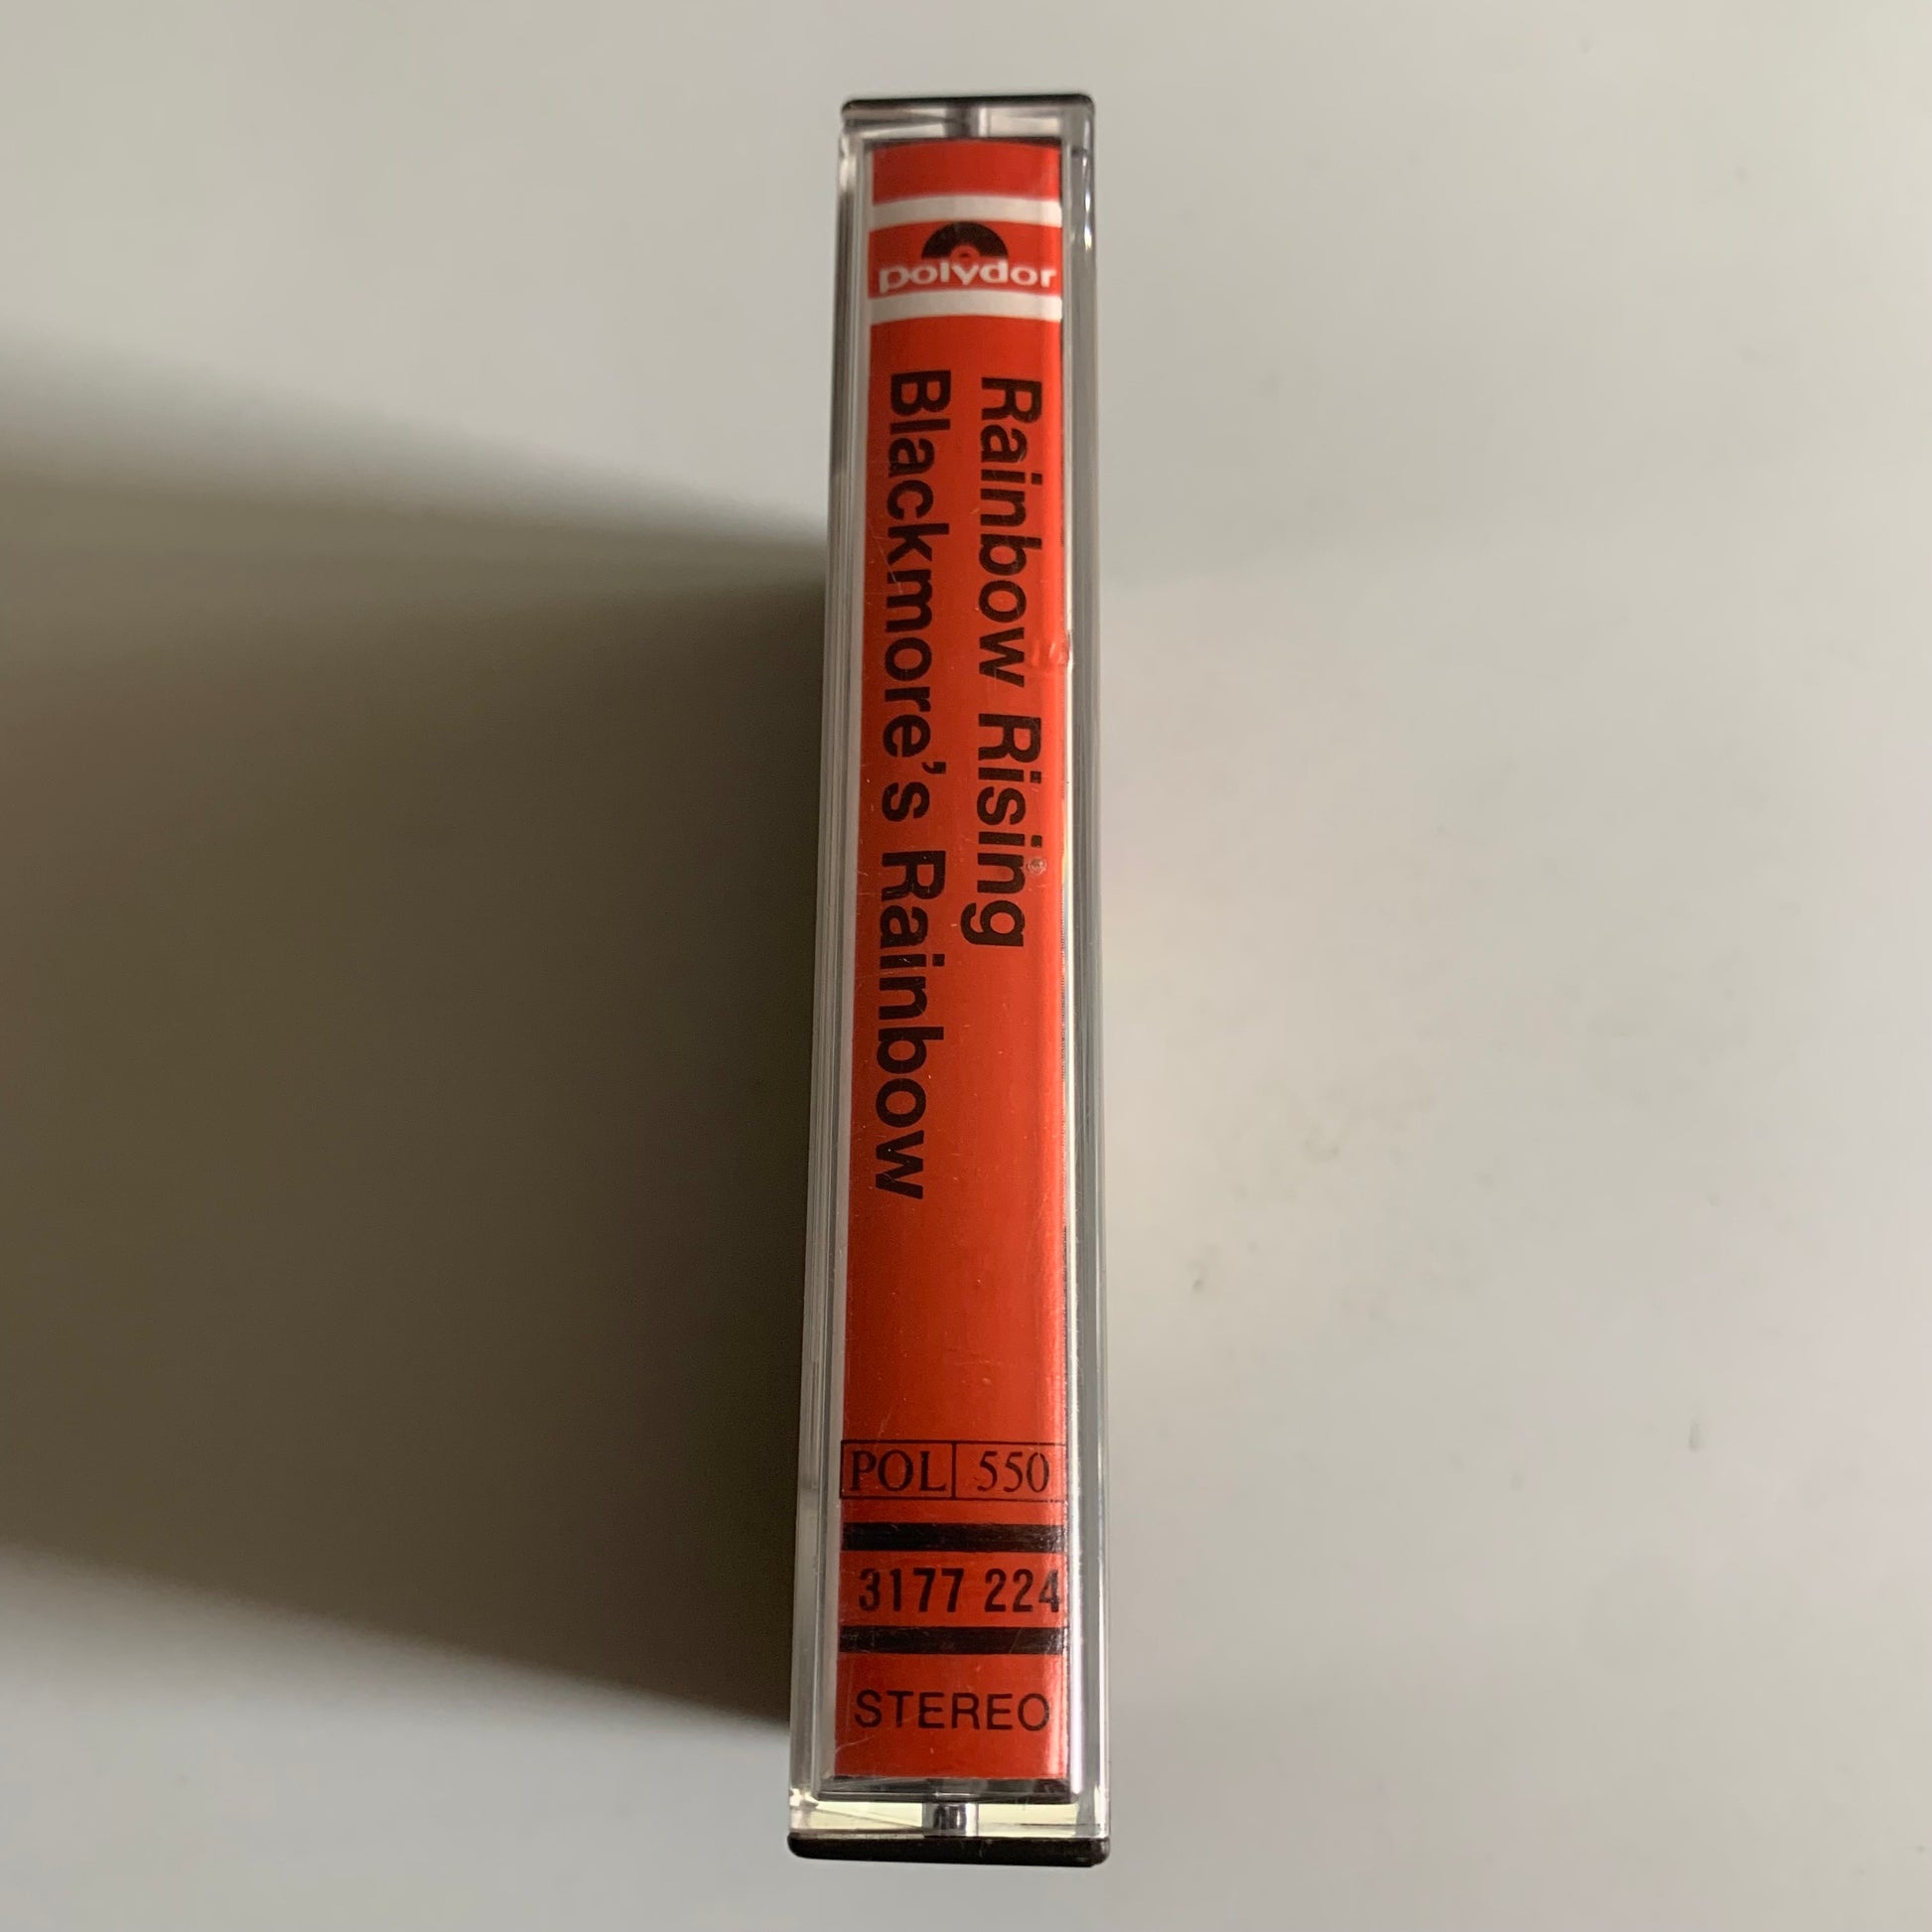 polydor
Rainbow Rising
Blackmore's Rainbow
POL 550
3177 224
STEREO